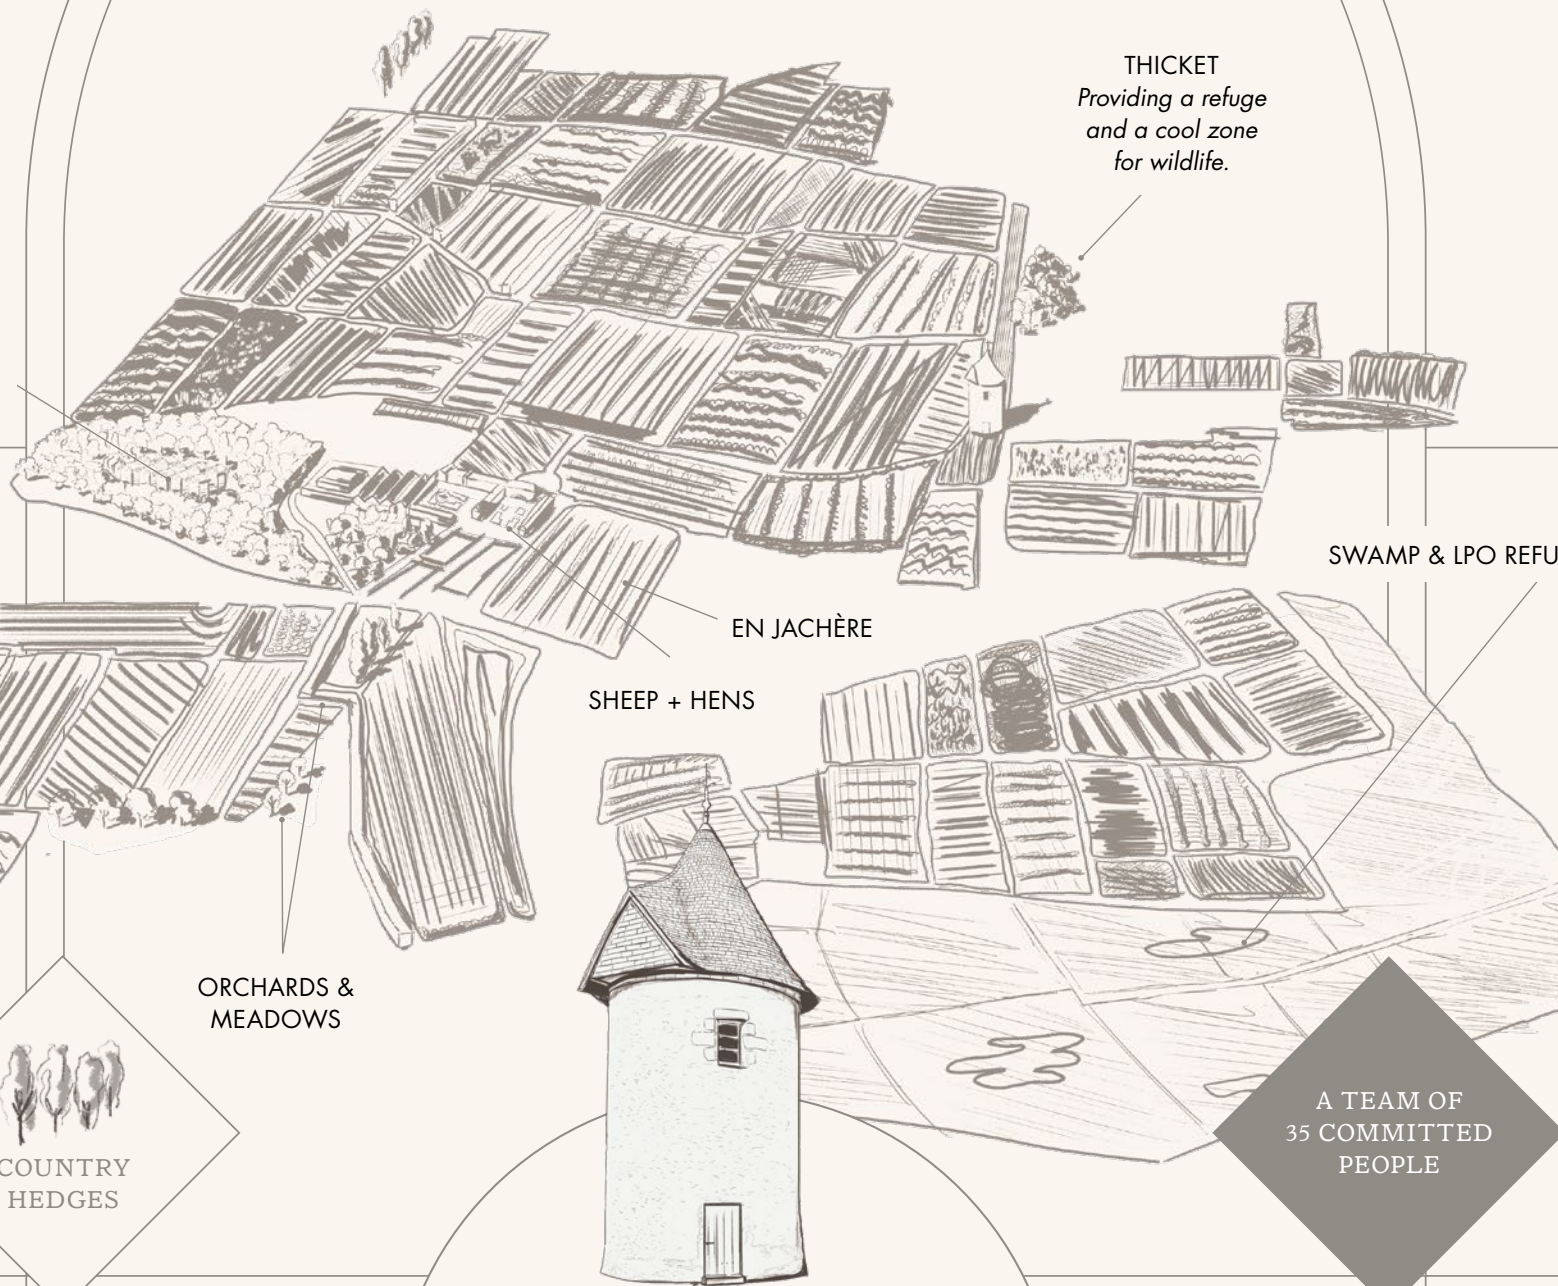 THICKET
Providing a refuge
and a cool zone
for wildlife.
SWAMP & LPO
EN JACHÈRE
SHEEP + HENS
ORCHARDS &
MEADOWS
COUNTRY
HEDGES
A TEAM OF
35 COMMITTED
PEOPLE